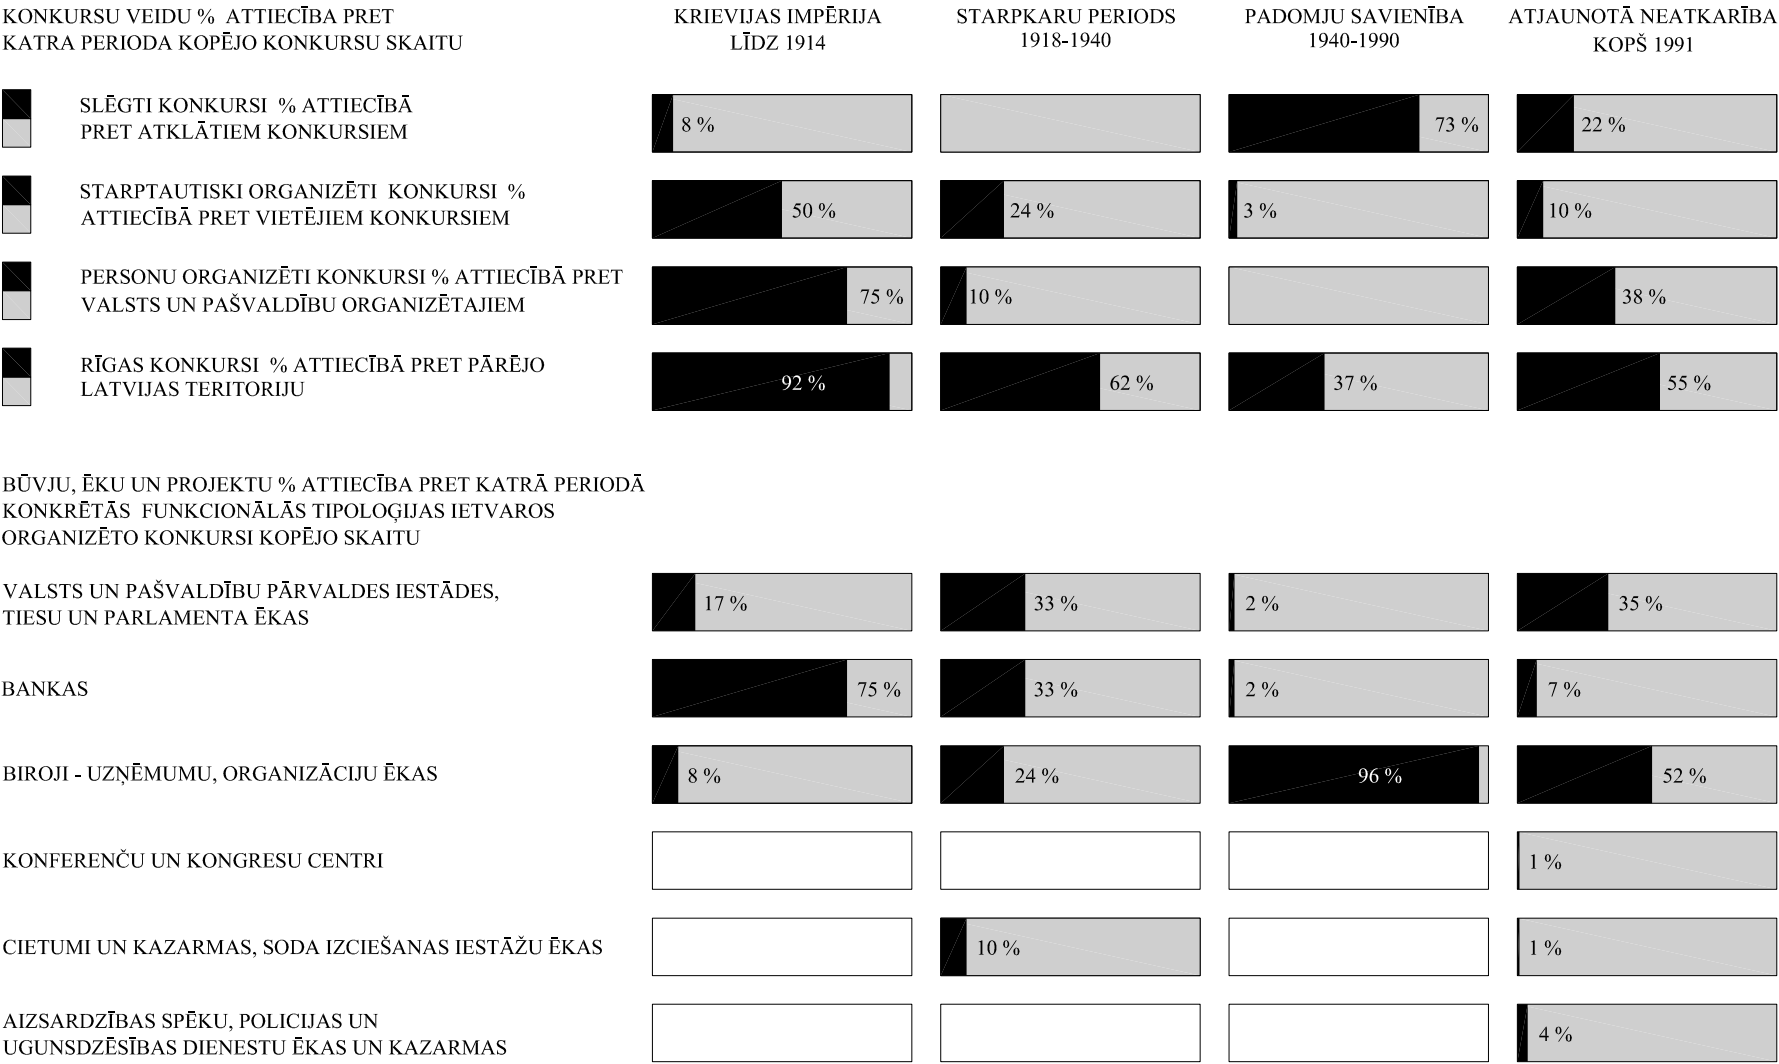 KONKURSU VEIDU % ATTIECĪBA PRET
KATRA PERIODA KOPĒJO KONKURSU SKAITU
KRIEVIJAS IMPĒRIJA
LĪDZ 1914
STARPKARU PERIODS
1918-1940
PADOMJU SAVIENĪBA
1940-1990
ATJAUNOTĀ NEATKARĪBA
KOPŠ 1991
SLĒGTI KONKURSI % ATTIECĪBĀ
PRET ATKLĀTIEM KONKURSIEM
8 %
73 %
22 %
STARPTAUTISKI ORGANIZĒTI KONKURSI %
ATTIECĪBĀ PRET VIETĒJIEM KONKURSIEM
50 %
24 %
3 %
10 %
PERSONU ORGANIZĒTI KONKURSI % ATTIECĪBĀ PRET
VALSTS UN PAŠVALDĪBU ORGANIZĒTAJIEM
75 %
10 %
38 %
RĪGAS KONKURSI % ATTIECĪBĀ PRET PĀRĒJO
LATVIJAS TERITORIJU
92 %
62 %
37 %
55 %
BŪVJU, ĒKU UN PROJEKTU % ATTIECĪBA PRET KATRĀ PERIODĀ
KONKRĒTĀS FUNKCIONĀLĀS TIPOLOĢIJAS IETVAROS
ORGANIZĒTO KONKURSI KOPĒJO SKAITU
VALSTS UN PAŠVALDĪBU PĀRVALDES IESTĀDES,
TIESU UN PARLAMENTA ĒKAS
17 %
33 %
2 %
35 %
BANKAS
75 %
33 %
2 %
7 %
BIROJI - UZŅĒMUMU, ORGANIZĀCIJU ĒKAS
8 %
24 %
96 %
52 %
KONFERENČU UN KONGRESU CENTRI
1 %
CIETUMI UN KAZARMAS, SODA IZCIEŠANAS IESTĀŽU ĒKAS
10 %
1 %
AIZSARDZĪBAS SPĒKU, POLICIJAS UN
UGUNSDZĒSĪBAS DIENESTU ĒKAS UN KAZARMAS
4 %